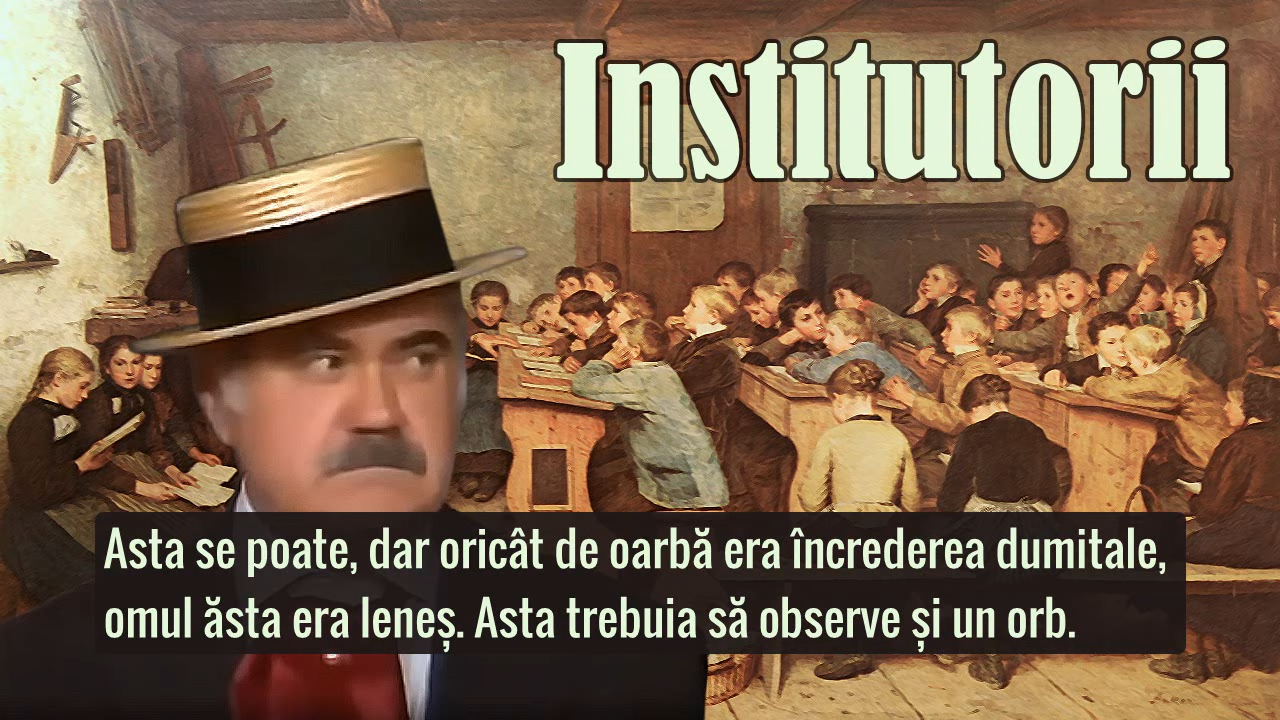 Institutorii
Asta se poate, dar oricât de oarbă era încrederea dumitale,
omul ăsta era leneș. Asta trebuia să observe și un orb.